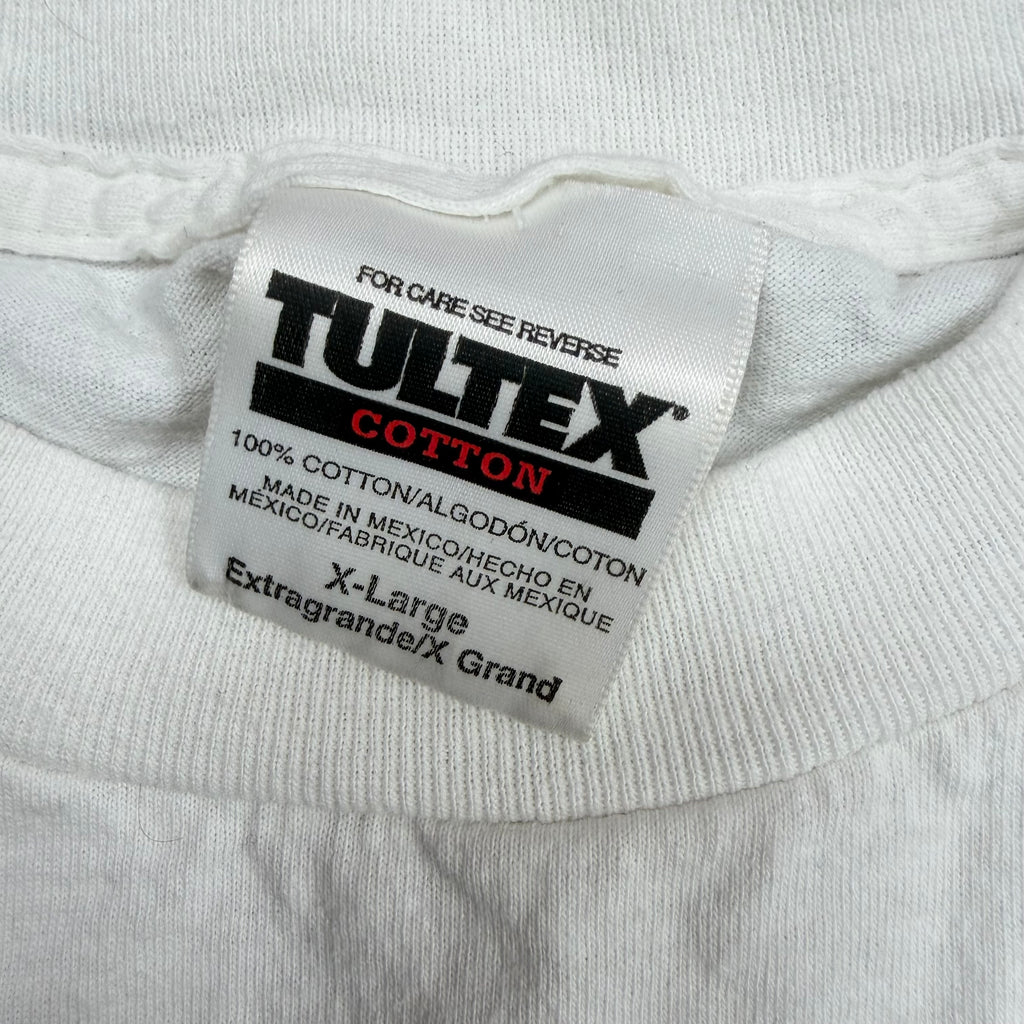 FOR CARE SEE REVERSE
TULTEX®
COTTON
100% COTTON/ALGODÓN/COTON
MADE IN MEXICO/HECHO EN
MÉXICO/FABRIQUE AUX MEXIQUE
X-Large
Extragrande/X Grand